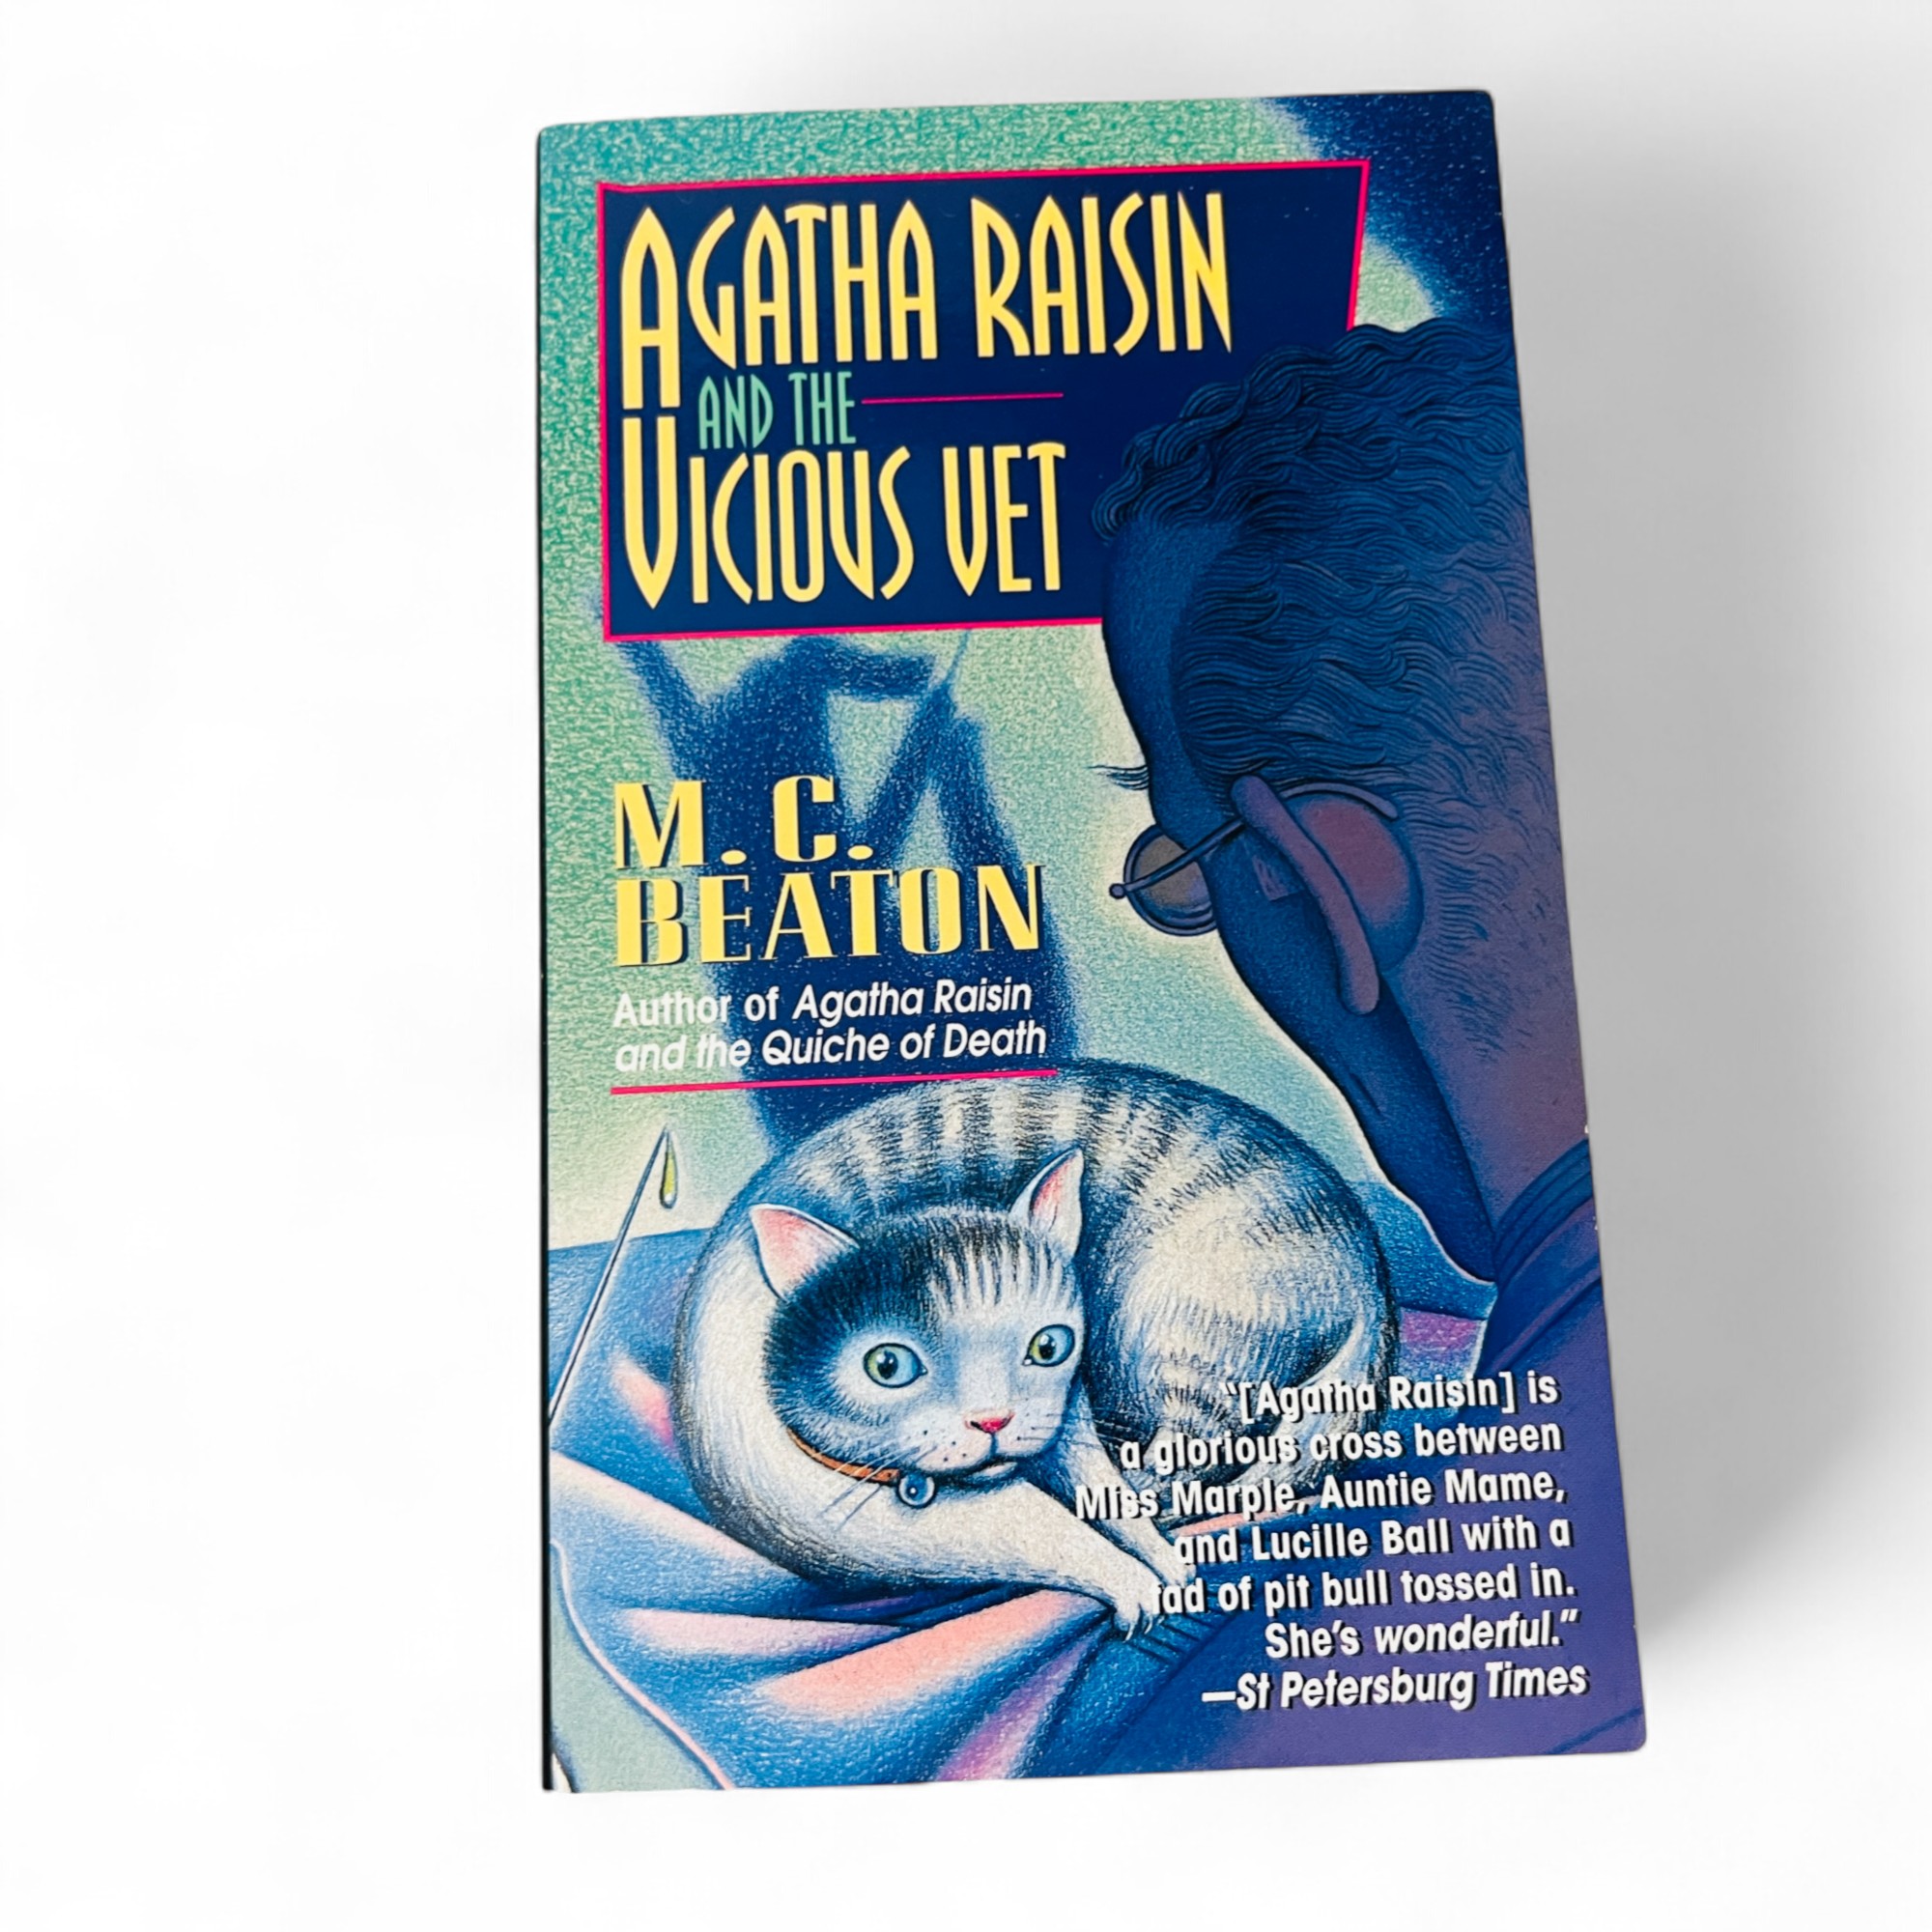 AGATHA RAISIN
AND THE
VICIOUS VET
M. C.
BEATON
Author of Agatha Raisin
and the Quiche of Death
"[Agatha Raisin] is
a glorious cross between
Miss Marple, Auntie Mame,
and Lucille Ball with a
tad of pit bull tossed in.
She's wonderful."
—St Petersburg Times